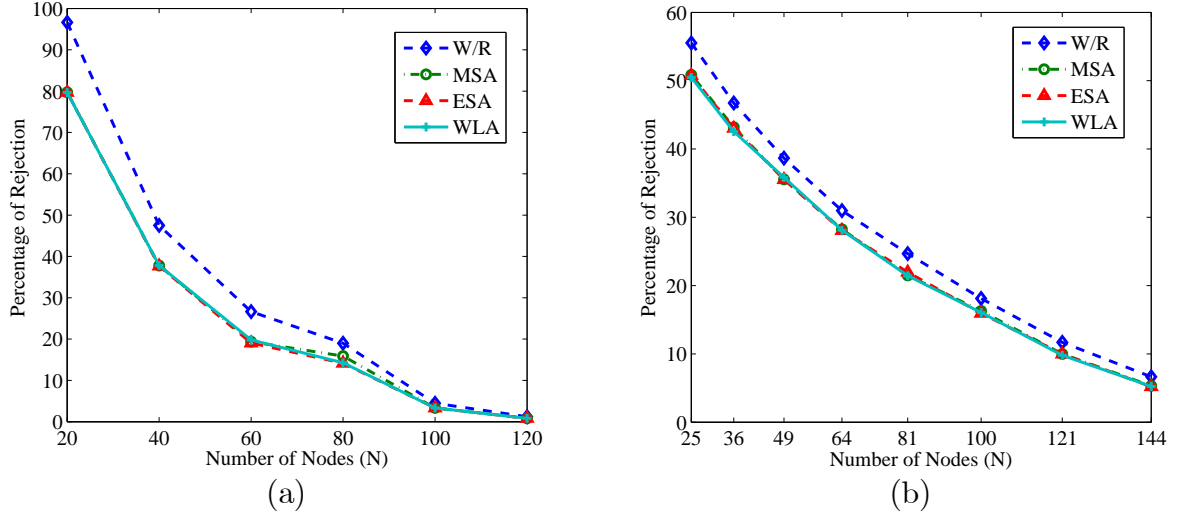 100
90
80
70
60
50
40
30
20
10
0
Percentage of Rejection
W/R
MSA
ESA
WLA
20 40 60 80 100 120
Number of Nodes (N)
(a)
60
50
40
30
20
10
0
Percentage of Rejection
W/R
MSA
ESA
WLA
25 36 49 64 81 100 121 144
Number of Nodes (N)
(b)